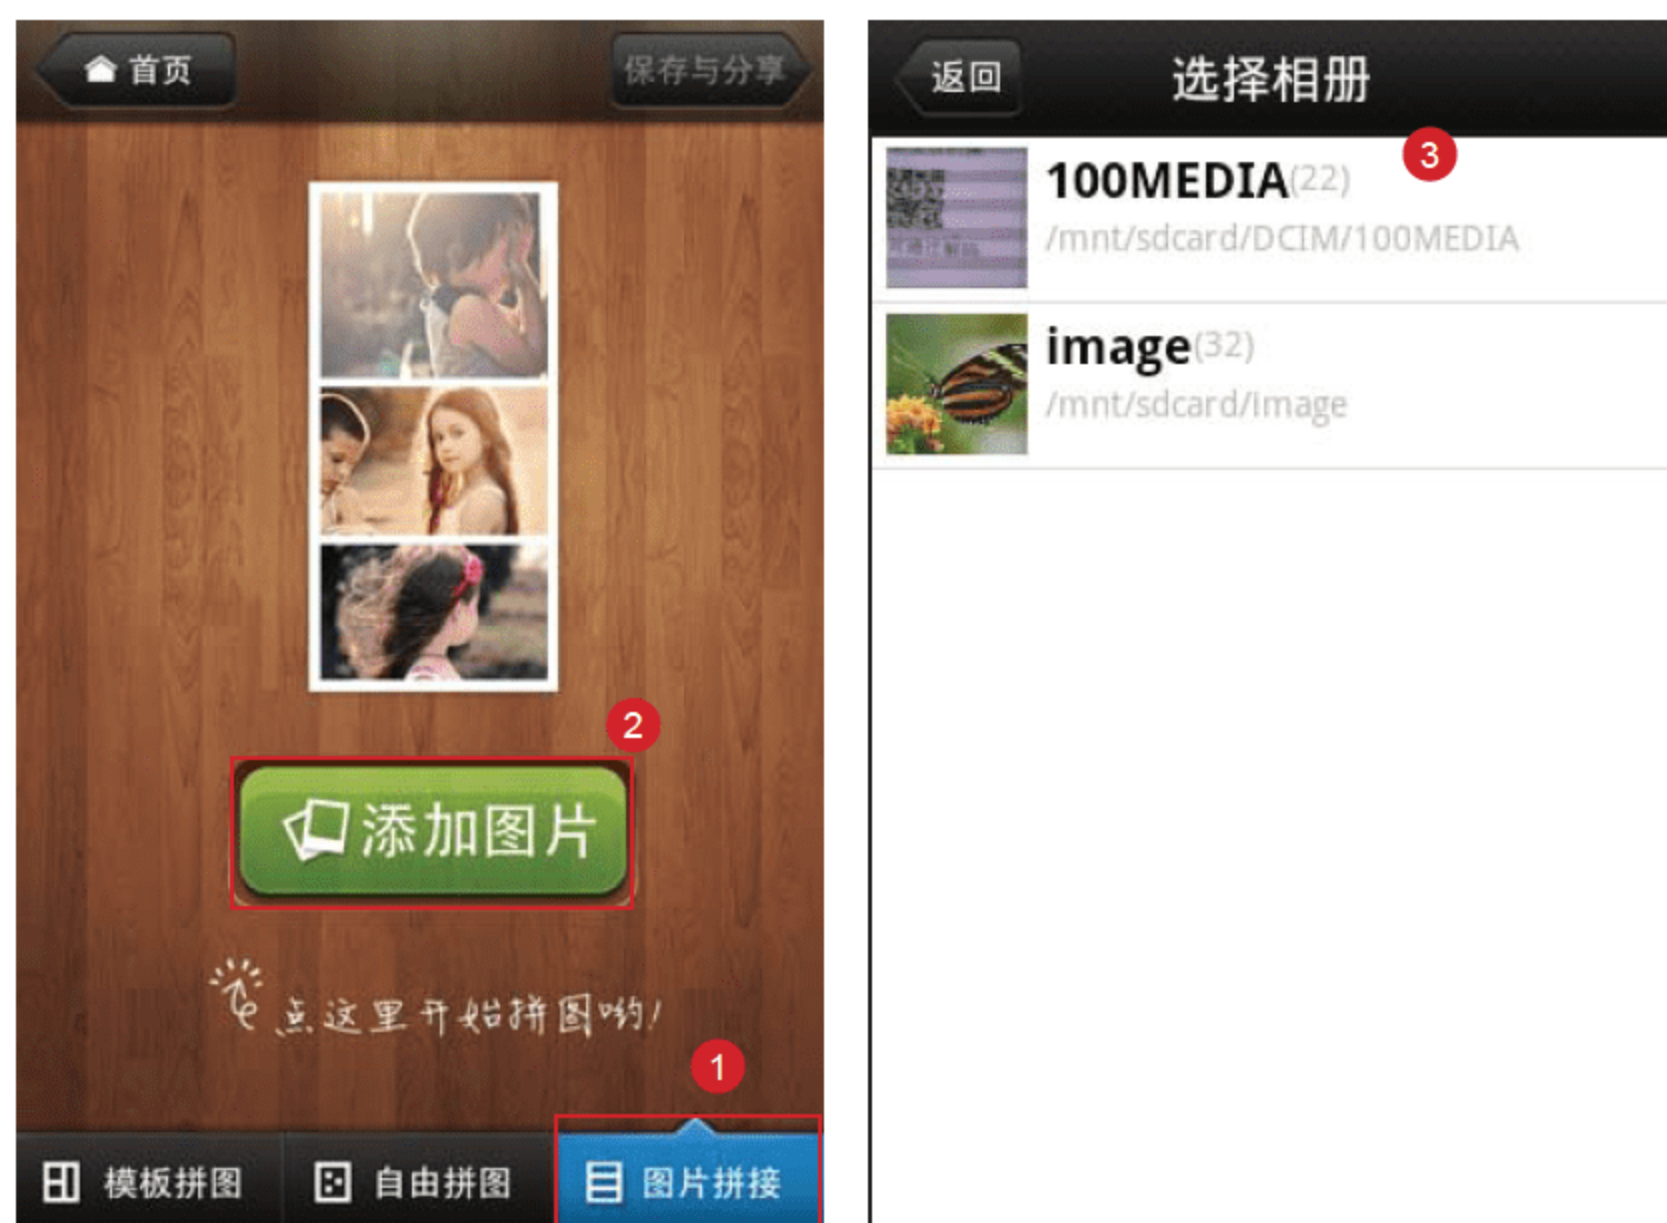 首页
保存与分享
2
添加图片
点这里开始拼图哟!
1
模板拼图
自由拼图
图片拼接
返回
选择相册
3
100MEDIA(22)
/mnt/sdcard/DCIM/100MEDIA
image(32)
/mnt/sdcard/Image